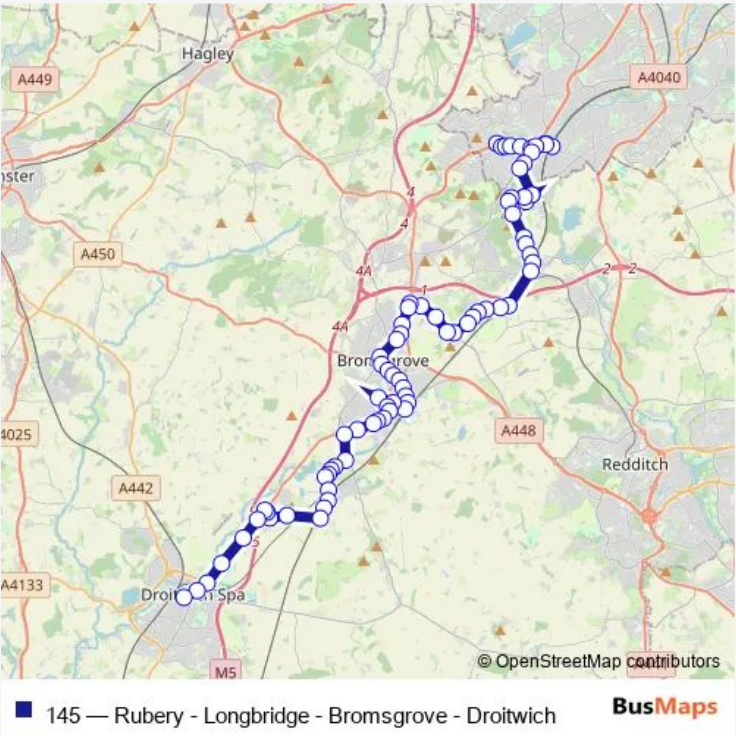 Hagley
A449
A4040
nster
4
4
A450
4A
2
2
1
4A
Bromsgrove
4025
A448
Redditch
A442
5
A4133
Droitwich Spa
M5
© OpenStreetMap contributors
145 — Rubery - Longbridge - Bromsgrove - Droitwich
BusMaps